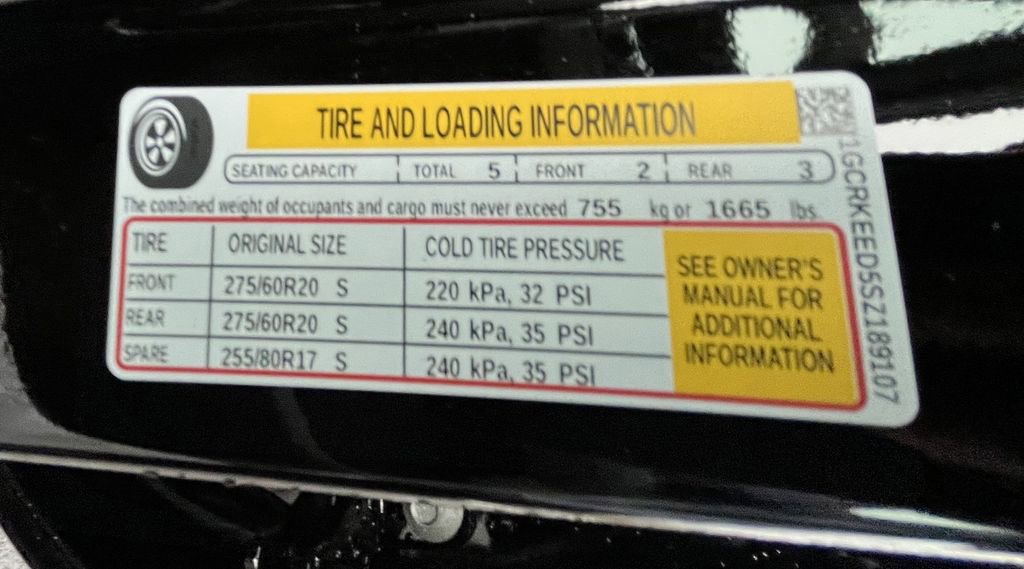 TIRE AND LOADING INFORMATION
SEATING CAPACITY TOTAL 5 FRONT 2 REAR 3
The combined weight of occupants and cargo must never exceed 755 kg or 1665 lbs.
TIRE ORIGINAL SIZE COLD TIRE PRESSURE
FRONT 275/60R20 S 220 kPa, 32 PSI
REAR 275/60R20 S 240 kPa, 35 PSI
SPARE 255/80R17 S 240 kPa, 35 PSI
SEE OWNER'S
MANUAL FOR
ADDITIONAL
INFORMATION
1GCRKEED5SZ189107